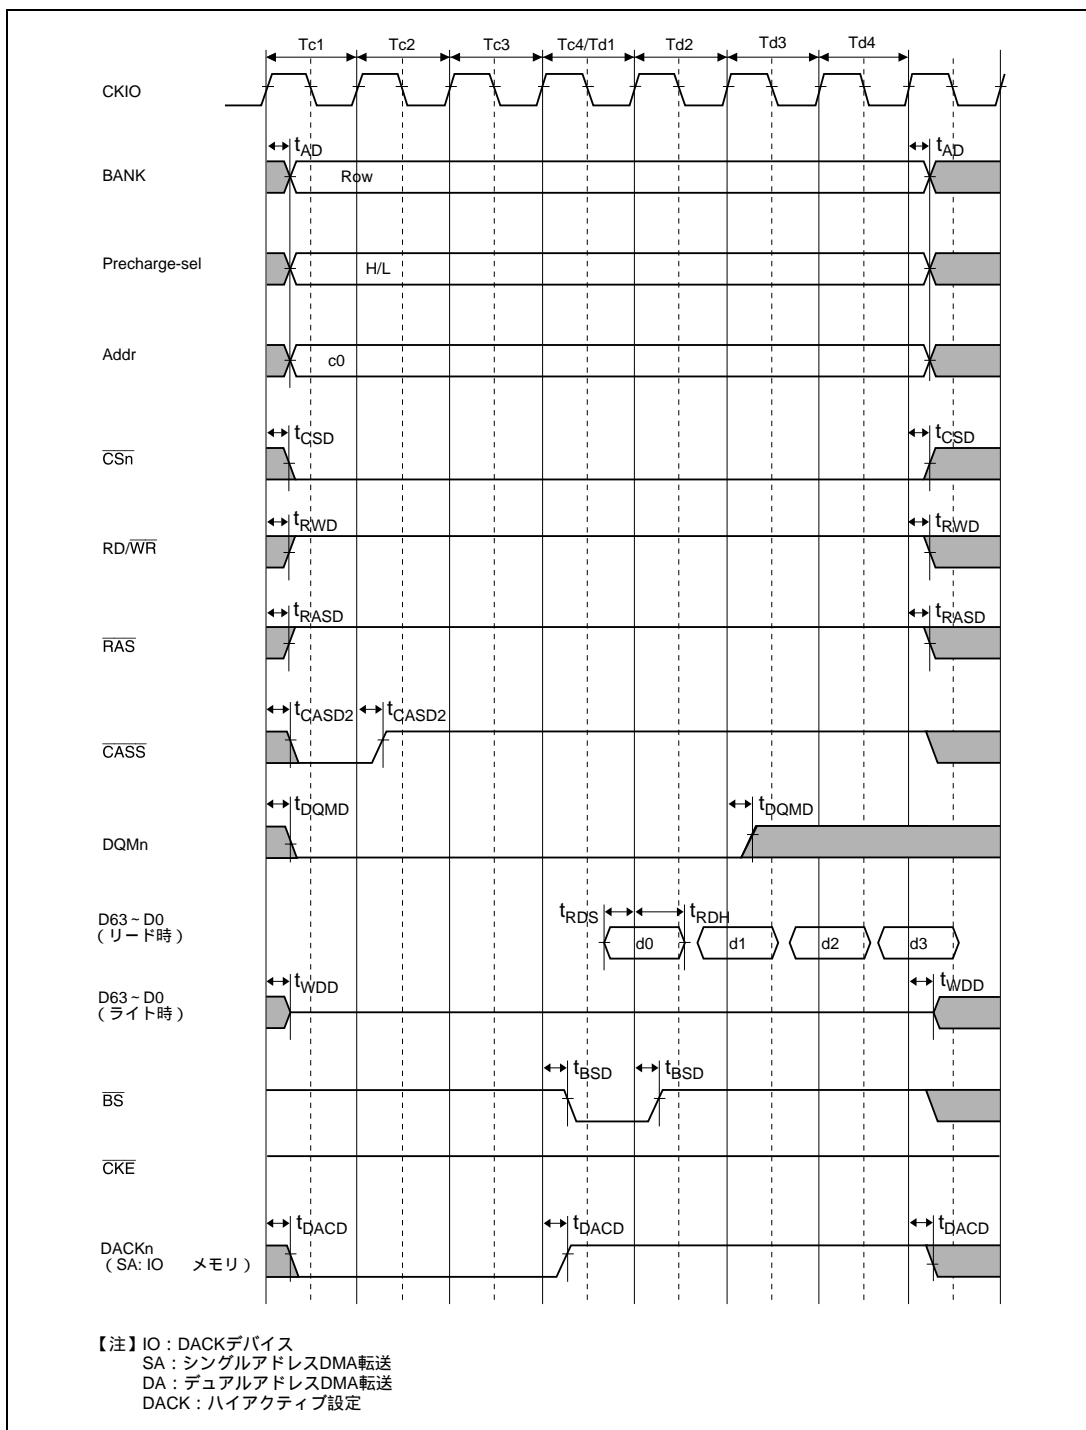 Tc1 Tc2 Tc3 Tc4/Td1 Td2 Td3 Td4
CKIO
tAD tAD
BANK Row
Precharge-sel H/L
Addr c0
tCSD tCSD
CSn
tRWD tRWD
RD/WR
tRASD tRASD
RAS
tCASD2 tCASD2
CASS
tDQMD tDQMD
DQMn
tRDS tRDH
D63~D0
(リード時) d0 d1 d2 d3
tWDD tWDD
D63~D0
(ライト時)
tBSD tBSD
BS
CKE
tDACD tDACD tDACD
DACKn
(SA: IO メモリ)
【注】IO：DACKデバイス
SA：シングルアドレスDMA転送
DA：デュアルアドレスDMA転送
DACK：ハイアクティブ設定